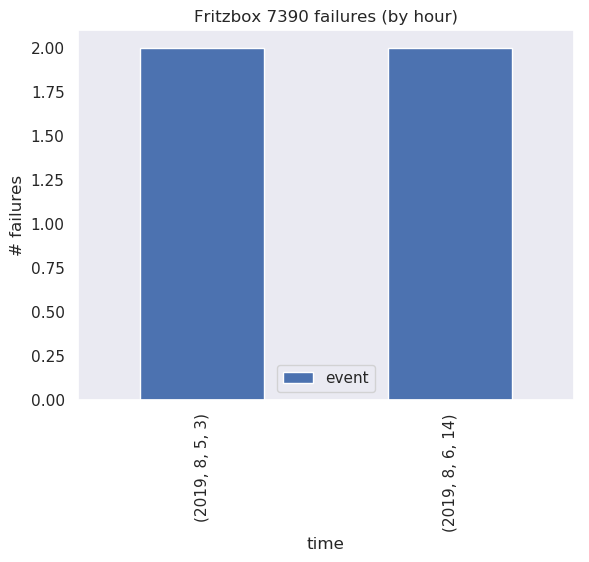 Fritzbox 7390 failures (by hour)
2.00
1.75
1.50
1.25
1.00
0.75
0.50
0.25
0.00
# failures
event
(2019, 8, 5, 3)
(2019, 8, 6, 14)
time